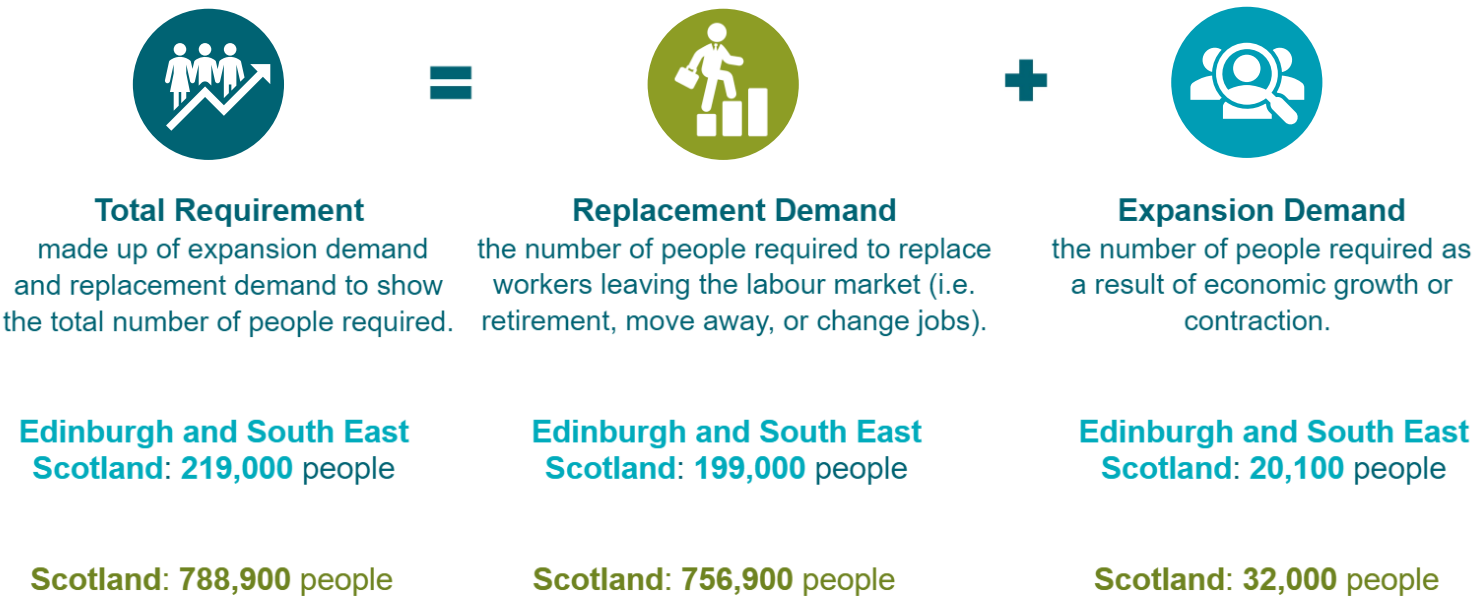 =
+
Total Requirement
made up of expansion demand
and replacement demand to show
the total number of people required.
Replacement Demand
the number of people required to replace
workers leaving the labour market (i.e.
retirement, move away, or change jobs).
Expansion Demand
the number of people required as
a result of economic growth or
contraction.
Edinburgh and South East
Scotland: 219,000 people
Edinburgh and South East
Scotland: 199,000 people
Edinburgh and South East
Scotland: 20,100 people
Scotland: 788,900 people
Scotland: 756,900 people
Scotland: 32,000 people